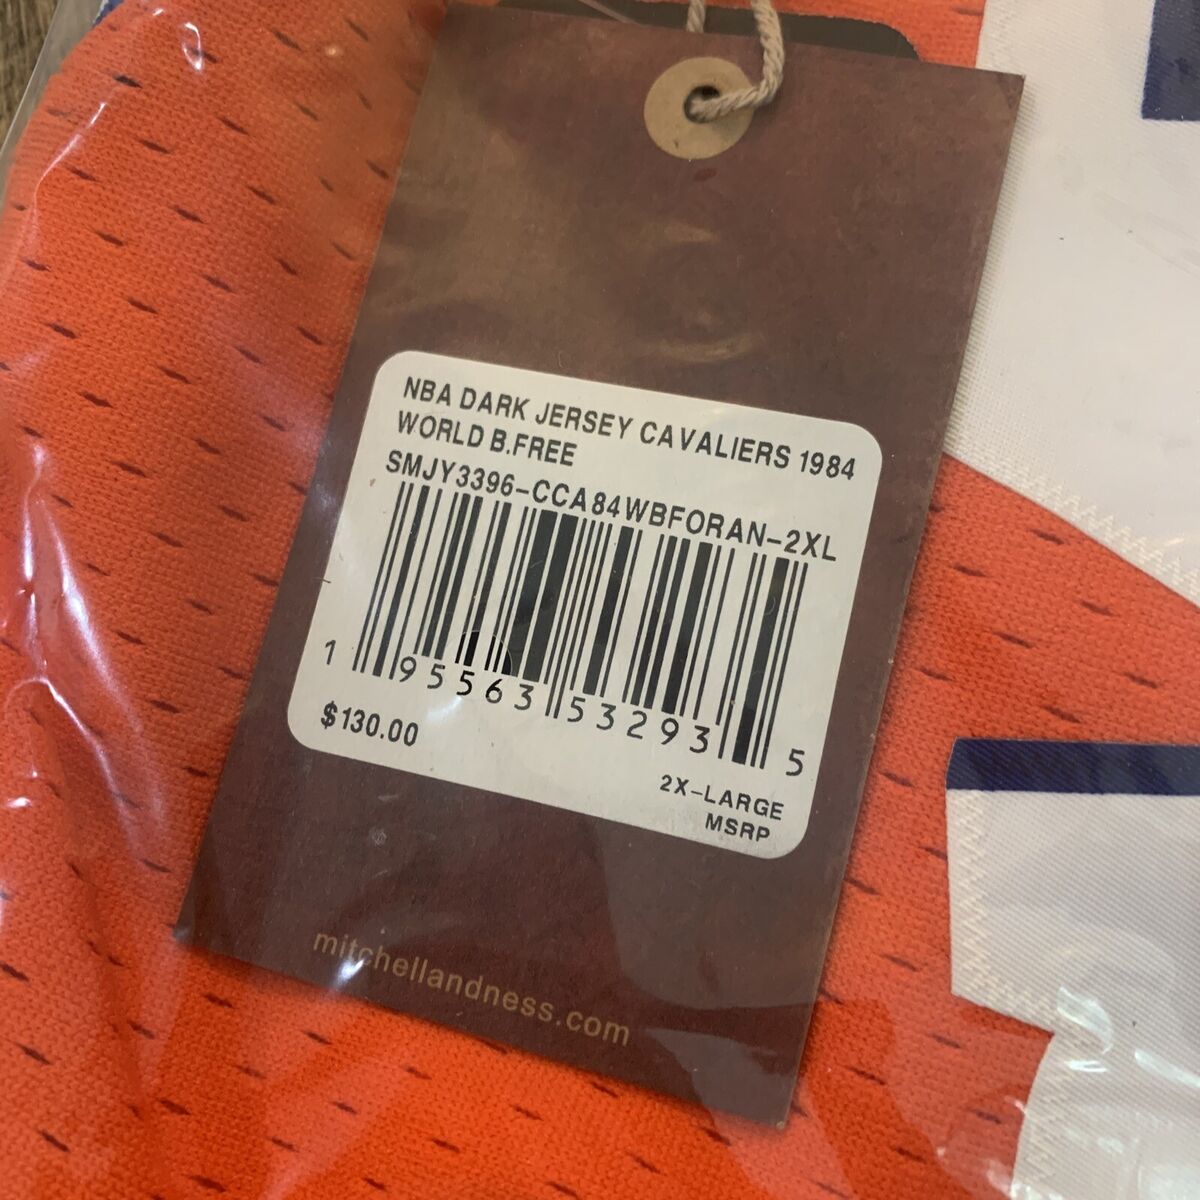 NBA DARK JERSEY CAVALIERS 1984
WORLD B.FREE
SMJY3396-CCA84WBFORAN-2XL
1 95563 53293 5
$130.00
2X-LARGE
MSRP
mitchellandness.com